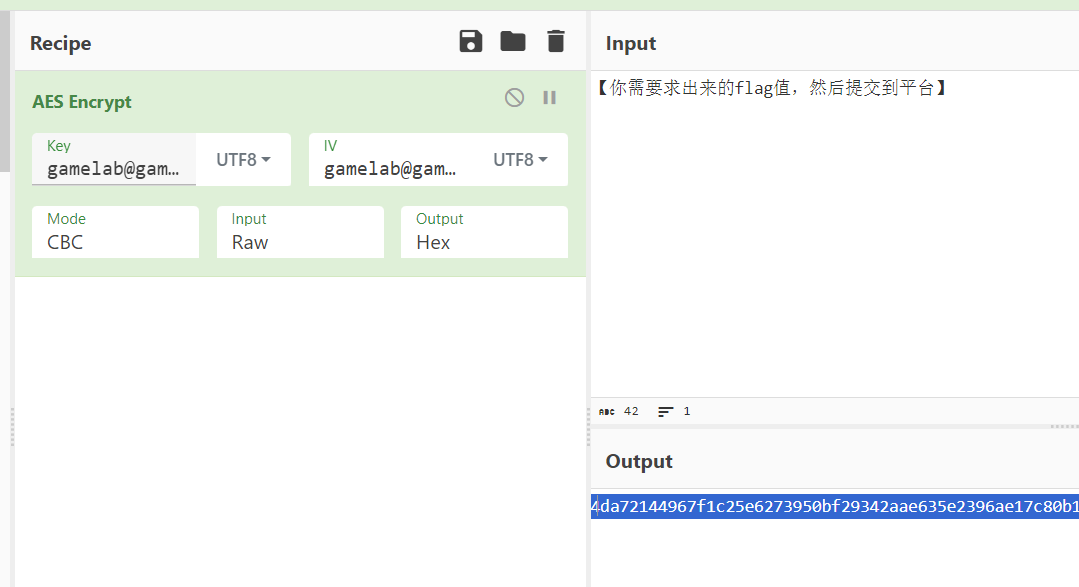 Recipe
AES Encrypt
Key
gamelab@gam…
UTF8
IV
gamelab@gam…
UTF8
Mode
CBC
Input
Raw
Output
Hex
Input
【你需要求出来的flag值，然后提交到平台】
ABC 42 1
Output
4da72144967f1c25e6273950bf29342aae635e2396ae17c80b1